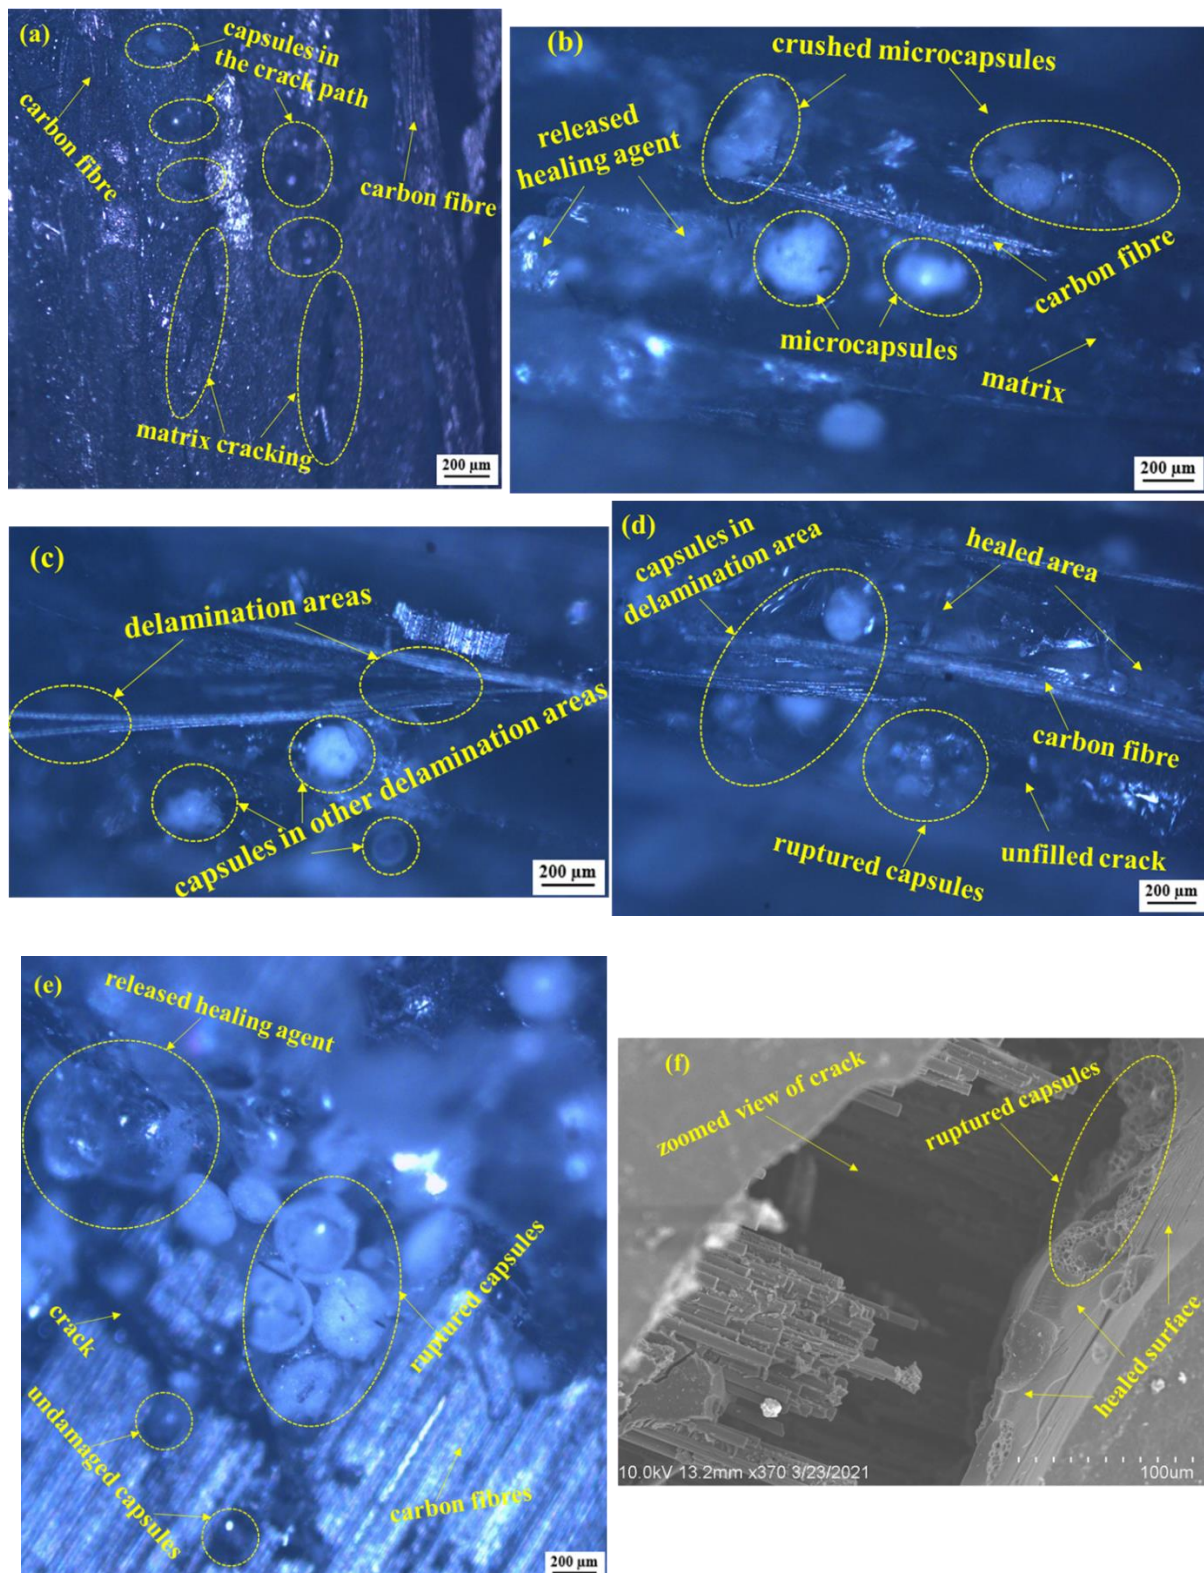 (a)
capsules in
the crack path
carbon fibre
carbon fibre
matrix cracking
200 µm
(b)
crushed microcapsules
released
healing agent
carbon fibre
microcapsules
matrix
200 µm
(c)
delamination areas
capsules in other delamination areas
200 µm
(d)
capsules in
delamination area
healed area
carbon fibre
ruptured capsules
unfilled crack
200 µm
(e)
released healing agent
crack
ruptured capsules
undamaged capsules
carbon fibres
200 µm
(f)
zoomed view of crack
ruptured capsules
healed surface
10.0kV 13.2mm x370 3/23/2021
100um